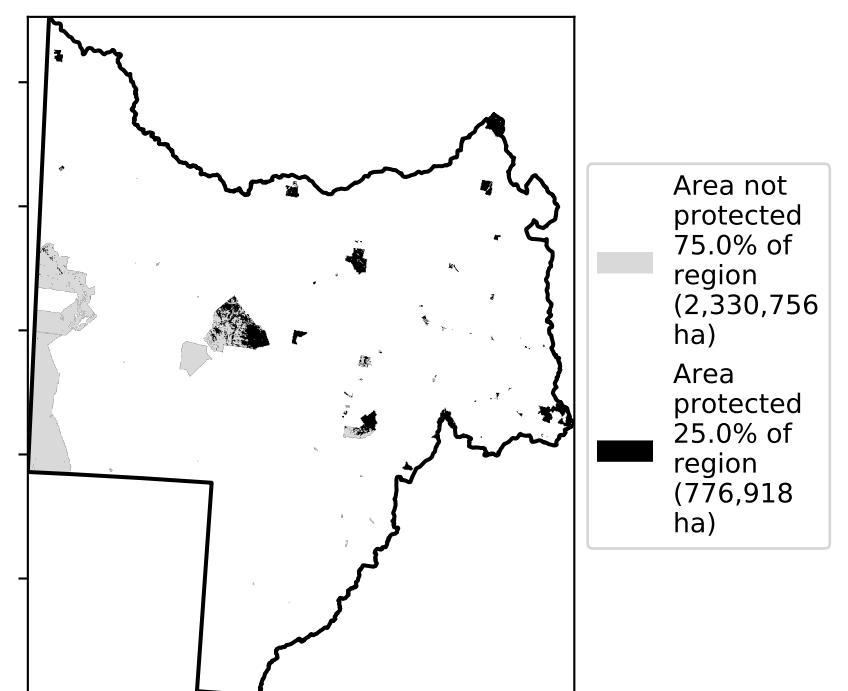 Area not
protected
75.0% of
region
(2,330,756
ha)
Area
protected
25.0% of
region
(776,918
ha)